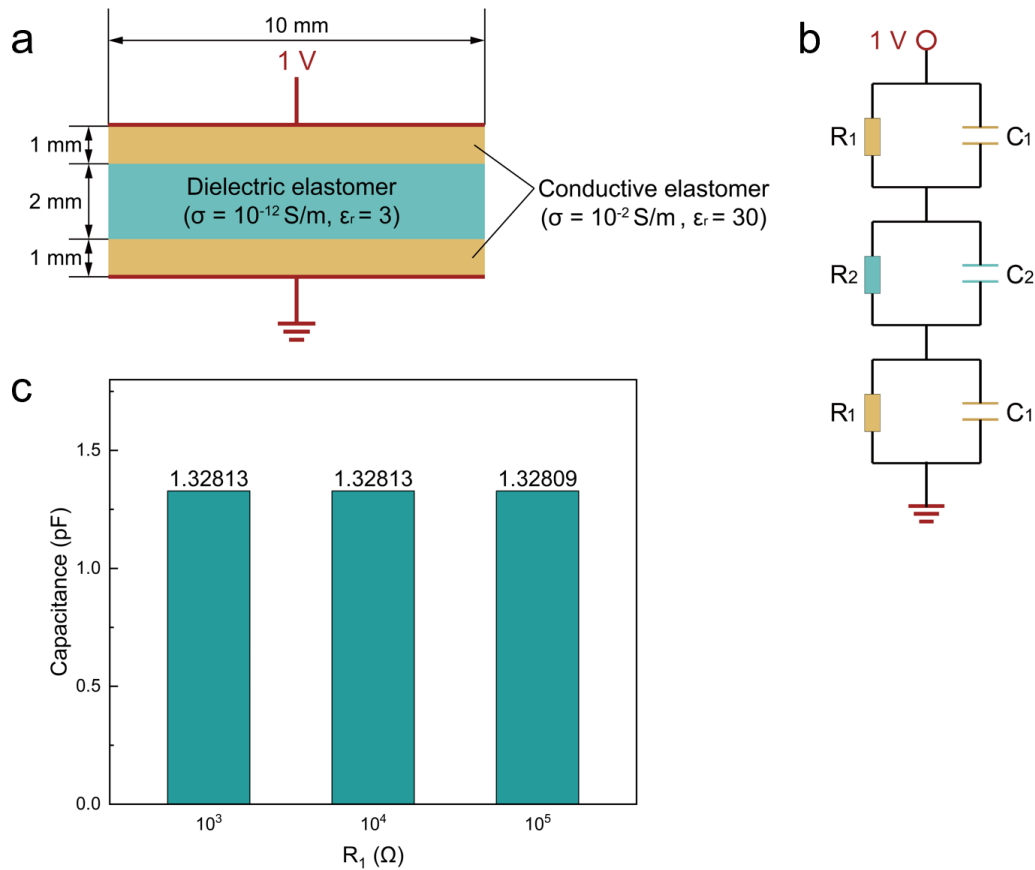 a
10 mm
1 V
1 mm
2 mm
1 mm
Dielectric elastomer
(σ = 10⁻¹² S/m, εᵣ = 3)
Conductive elastomer
(σ = 10⁻² S/m , εᵣ = 30)
b
1 V
R₁
C₁
R₂
C₂
R₁
C₁
c
Capacitance (pF)
1.5
1.0
0.5
0.0
1.32813
1.32813
1.32809
10³
10⁴
10⁵
R₁ (Ω)